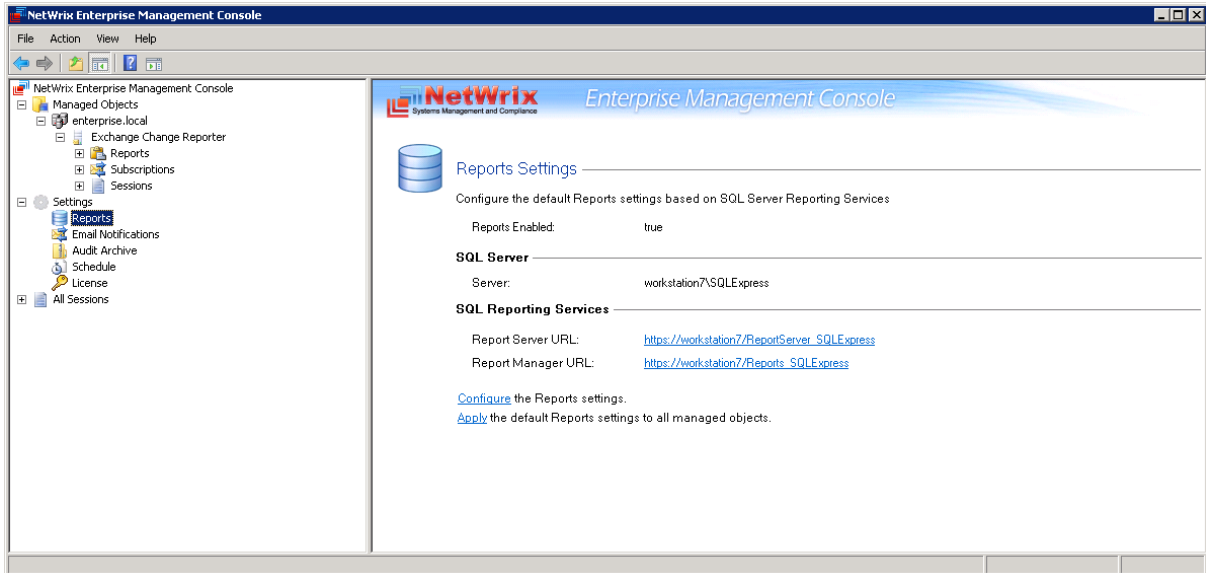 NetWrix Enterprise Management Console
File Action View Help
NetWrix Enterprise Management Console
Managed Objects
enterprise.local
Exchange Change Reporter
Reports
Subscriptions
Sessions
Settings
Reports
Email Notifications
Audit Archive
Schedule
License
All Sessions
NetWrix
Systems Management and Compliance
Enterprise Management Console
Reports Settings
Configure the default Reports settings based on SQL Server Reporting Services
Reports Enabled: true
SQL Server
Server: workstation7\SQLExpress
SQL Reporting Services
Report Server URL: https://workstation7/ReportServer_SQLExpress
Report Manager URL: https://workstation7/Reports_SQLExpress
Configure the Reports settings.
Apply the default Reports settings to all managed objects.